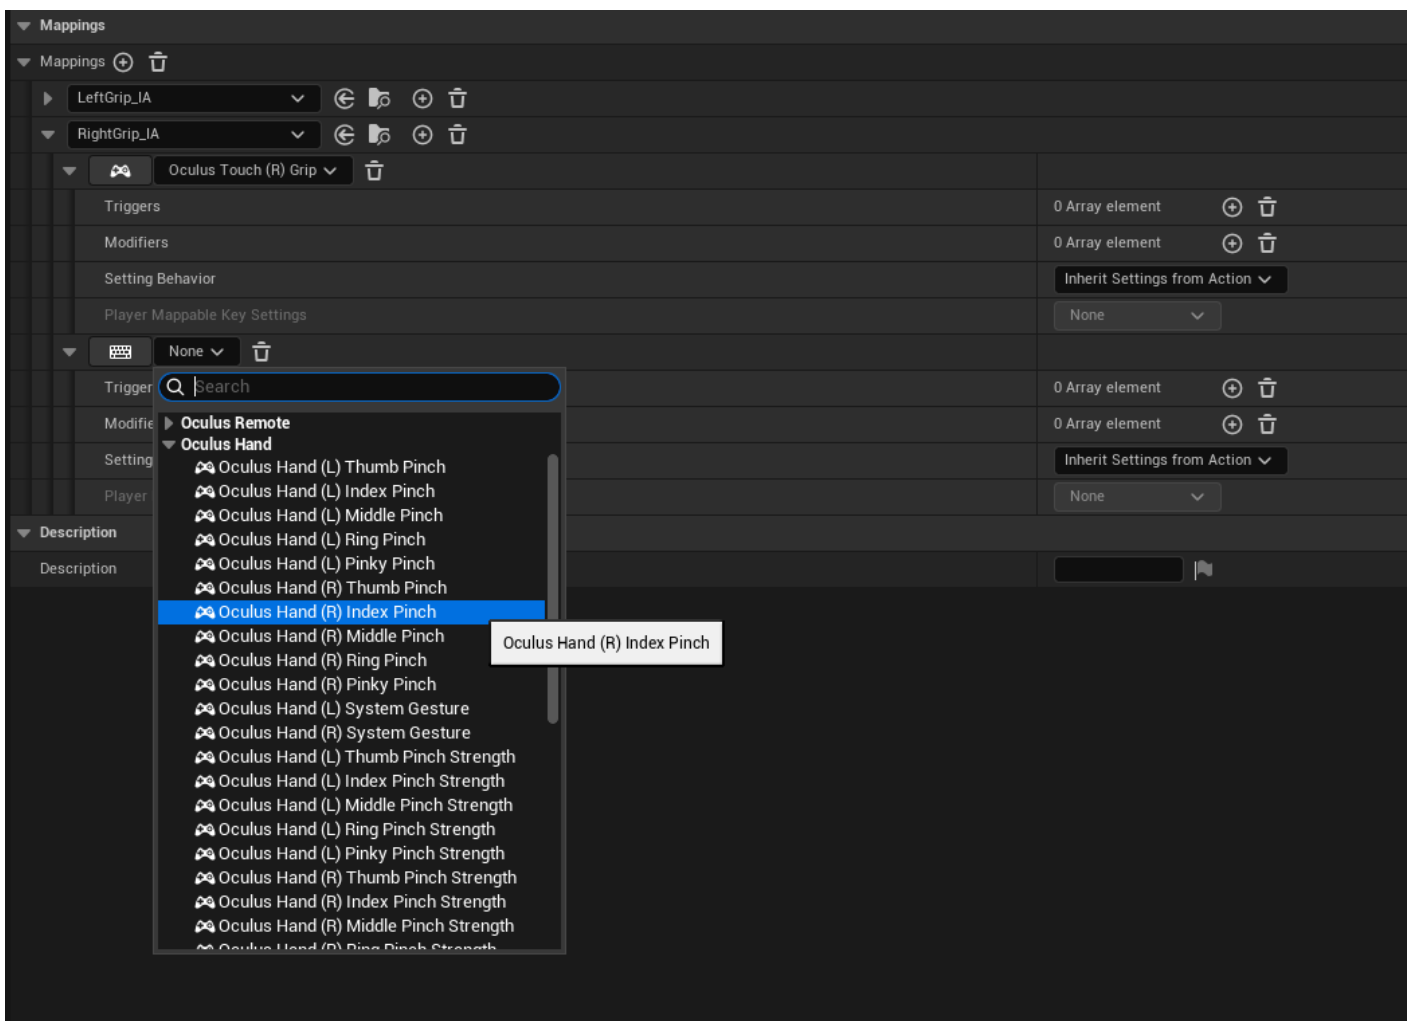 Mappings
Mappings
LeftGrip_IA
RightGrip_IA
Oculus Touch (R) Grip
Triggers 0 Array element
Modifiers 0 Array element
Setting Behavior Inherit Settings from Action
Player Mappable Key Settings None
None
Trigger Search 0 Array element
Modifie Oculus Remote 0 Array element
Oculus Hand
Setting Oculus Hand (L) Thumb Pinch Inherit Settings from Action
Oculus Hand (L) Index Pinch
Player None
Oculus Hand (L) Middle Pinch
Description Oculus Hand (L) Ring Pinch
Oculus Hand (L) Pinky Pinch
Description
Oculus Hand (R) Thumb Pinch
Oculus Hand (R) Index Pinch
Oculus Hand (R) Middle Pinch
Oculus Hand (R) Index Pinch
Oculus Hand (R) Ring Pinch
Oculus Hand (R) Pinky Pinch
Oculus Hand (L) System Gesture
Oculus Hand (R) System Gesture
Oculus Hand (L) Thumb Pinch Strength
Oculus Hand (L) Index Pinch Strength
Oculus Hand (L) Middle Pinch Strength
Oculus Hand (L) Ring Pinch Strength
Oculus Hand (L) Pinky Pinch Strength
Oculus Hand (R) Thumb Pinch Strength
Oculus Hand (R) Index Pinch Strength
Oculus Hand (R) Middle Pinch Strength
Oculus Hand (R) Ring Pinch Strength